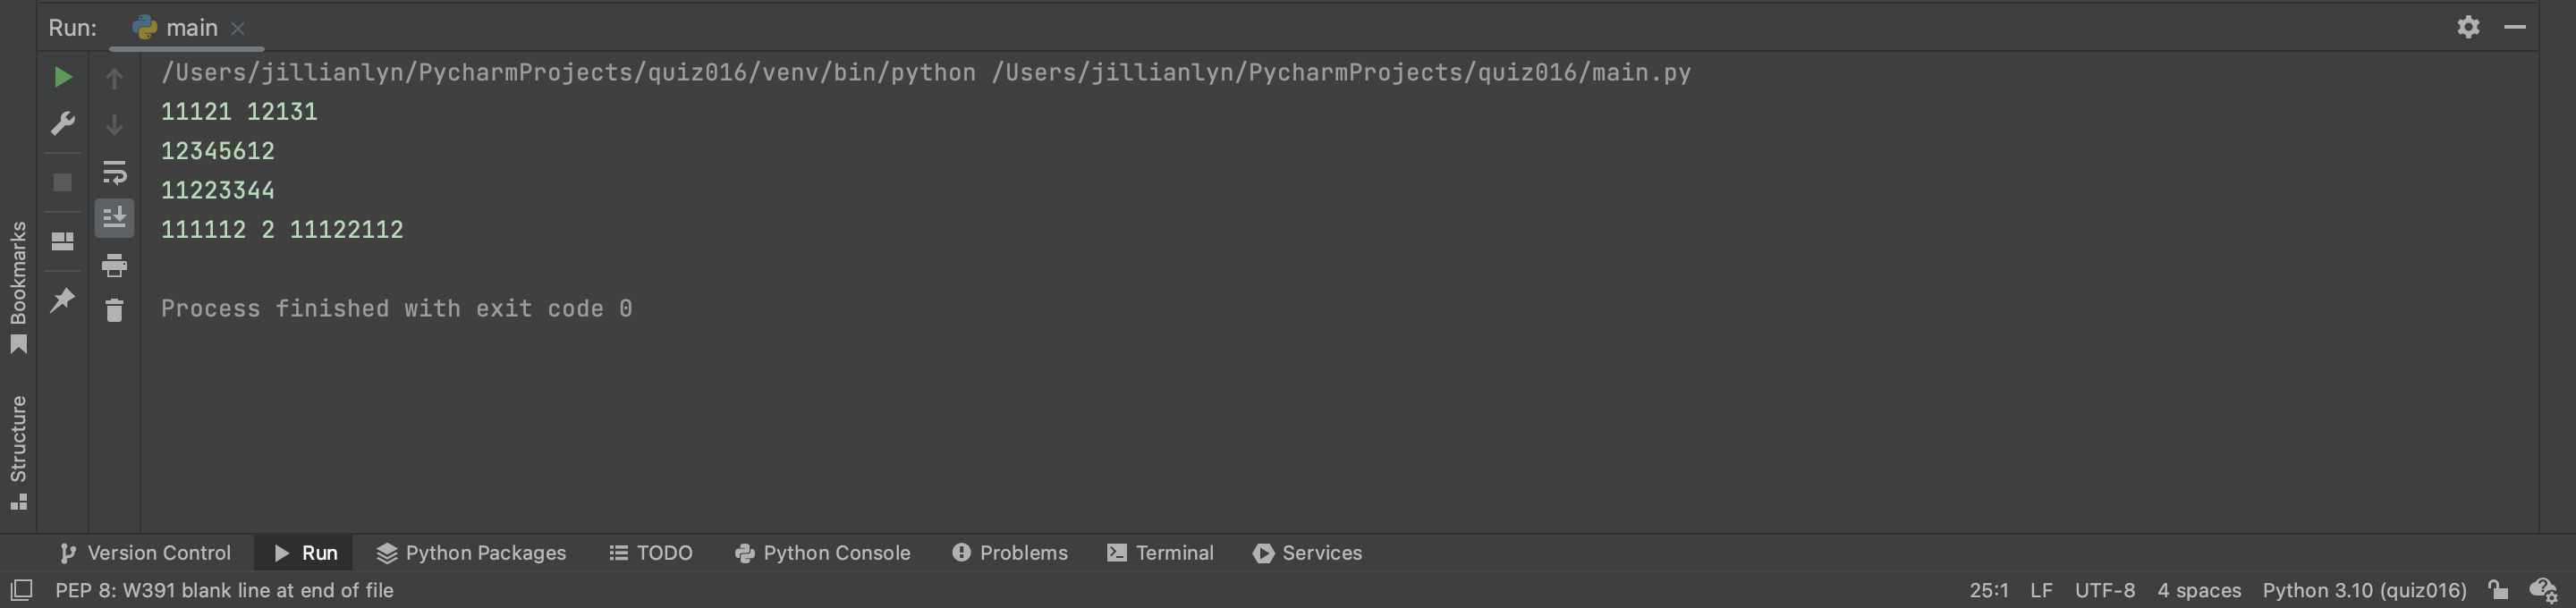 Run: main
/Users/jillianlyn/PycharmProjects/quiz016/venv/bin/python /Users/jillianlyn/PycharmProjects/quiz016/main.py
11121 12131
12345612
11223344
111112 2 11122112
Process finished with exit code 0
Bookmarks
Structure
Version Control Run Python Packages TODO Python Console Problems Terminal Services
PEP 8: W391 blank line at end of file 25:1 LF UTF-8 4 spaces Python 3.10 (quiz016)